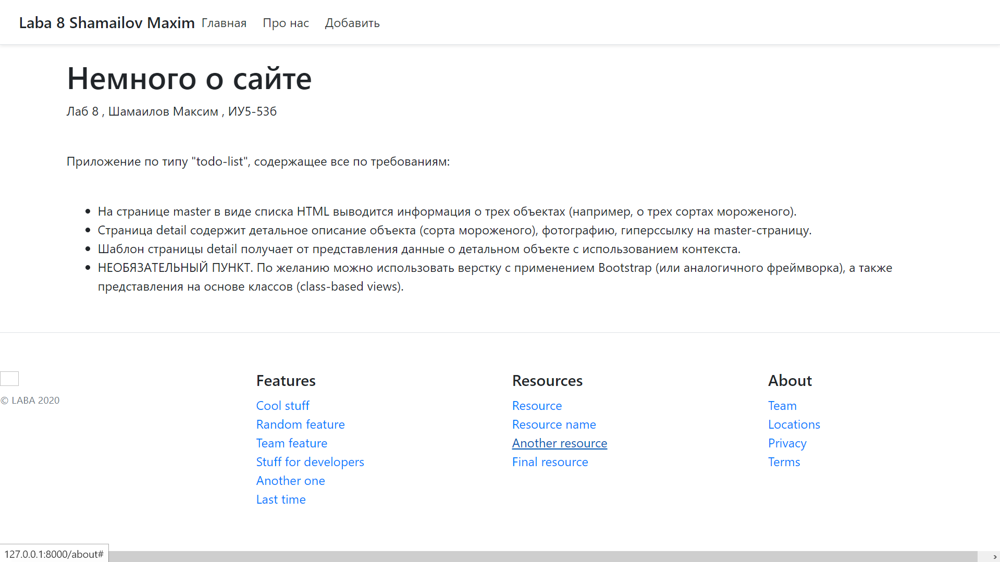 Laba 8 Shamailov Maxim Главная Про нас Добавить
Немного о сайте
Лаб 8 , Шамаилов Максим , ИУ5-53б
Приложение по типу "todo-list", содержащее все по требованиям:
На странице master в виде списка HTML выводится информация о трех объектах (например, о трех сортах мороженого).
Страница detail содержит детальное описание объекта (сорта мороженого), фотографию, гиперссылку на master-страницу.
Шаблон страницы detail получает от представления данные о детальном объекте с использованием контекста.
НЕОБЯЗАТЕЛЬНЫЙ ПУНКТ. По желанию можно использовать верстку с применением Bootstrap (или аналогичного фреймворка), а также
представления на основе классов (class-based views).
© LABA 2020
Features
Cool stuff
Random feature
Team feature
Stuff for developers
Another one
Last time
Resources
Resource
Resource name
Another resource
Final resource
About
Team
Locations
Privacy
Terms
127.0.0.1:8000/about#